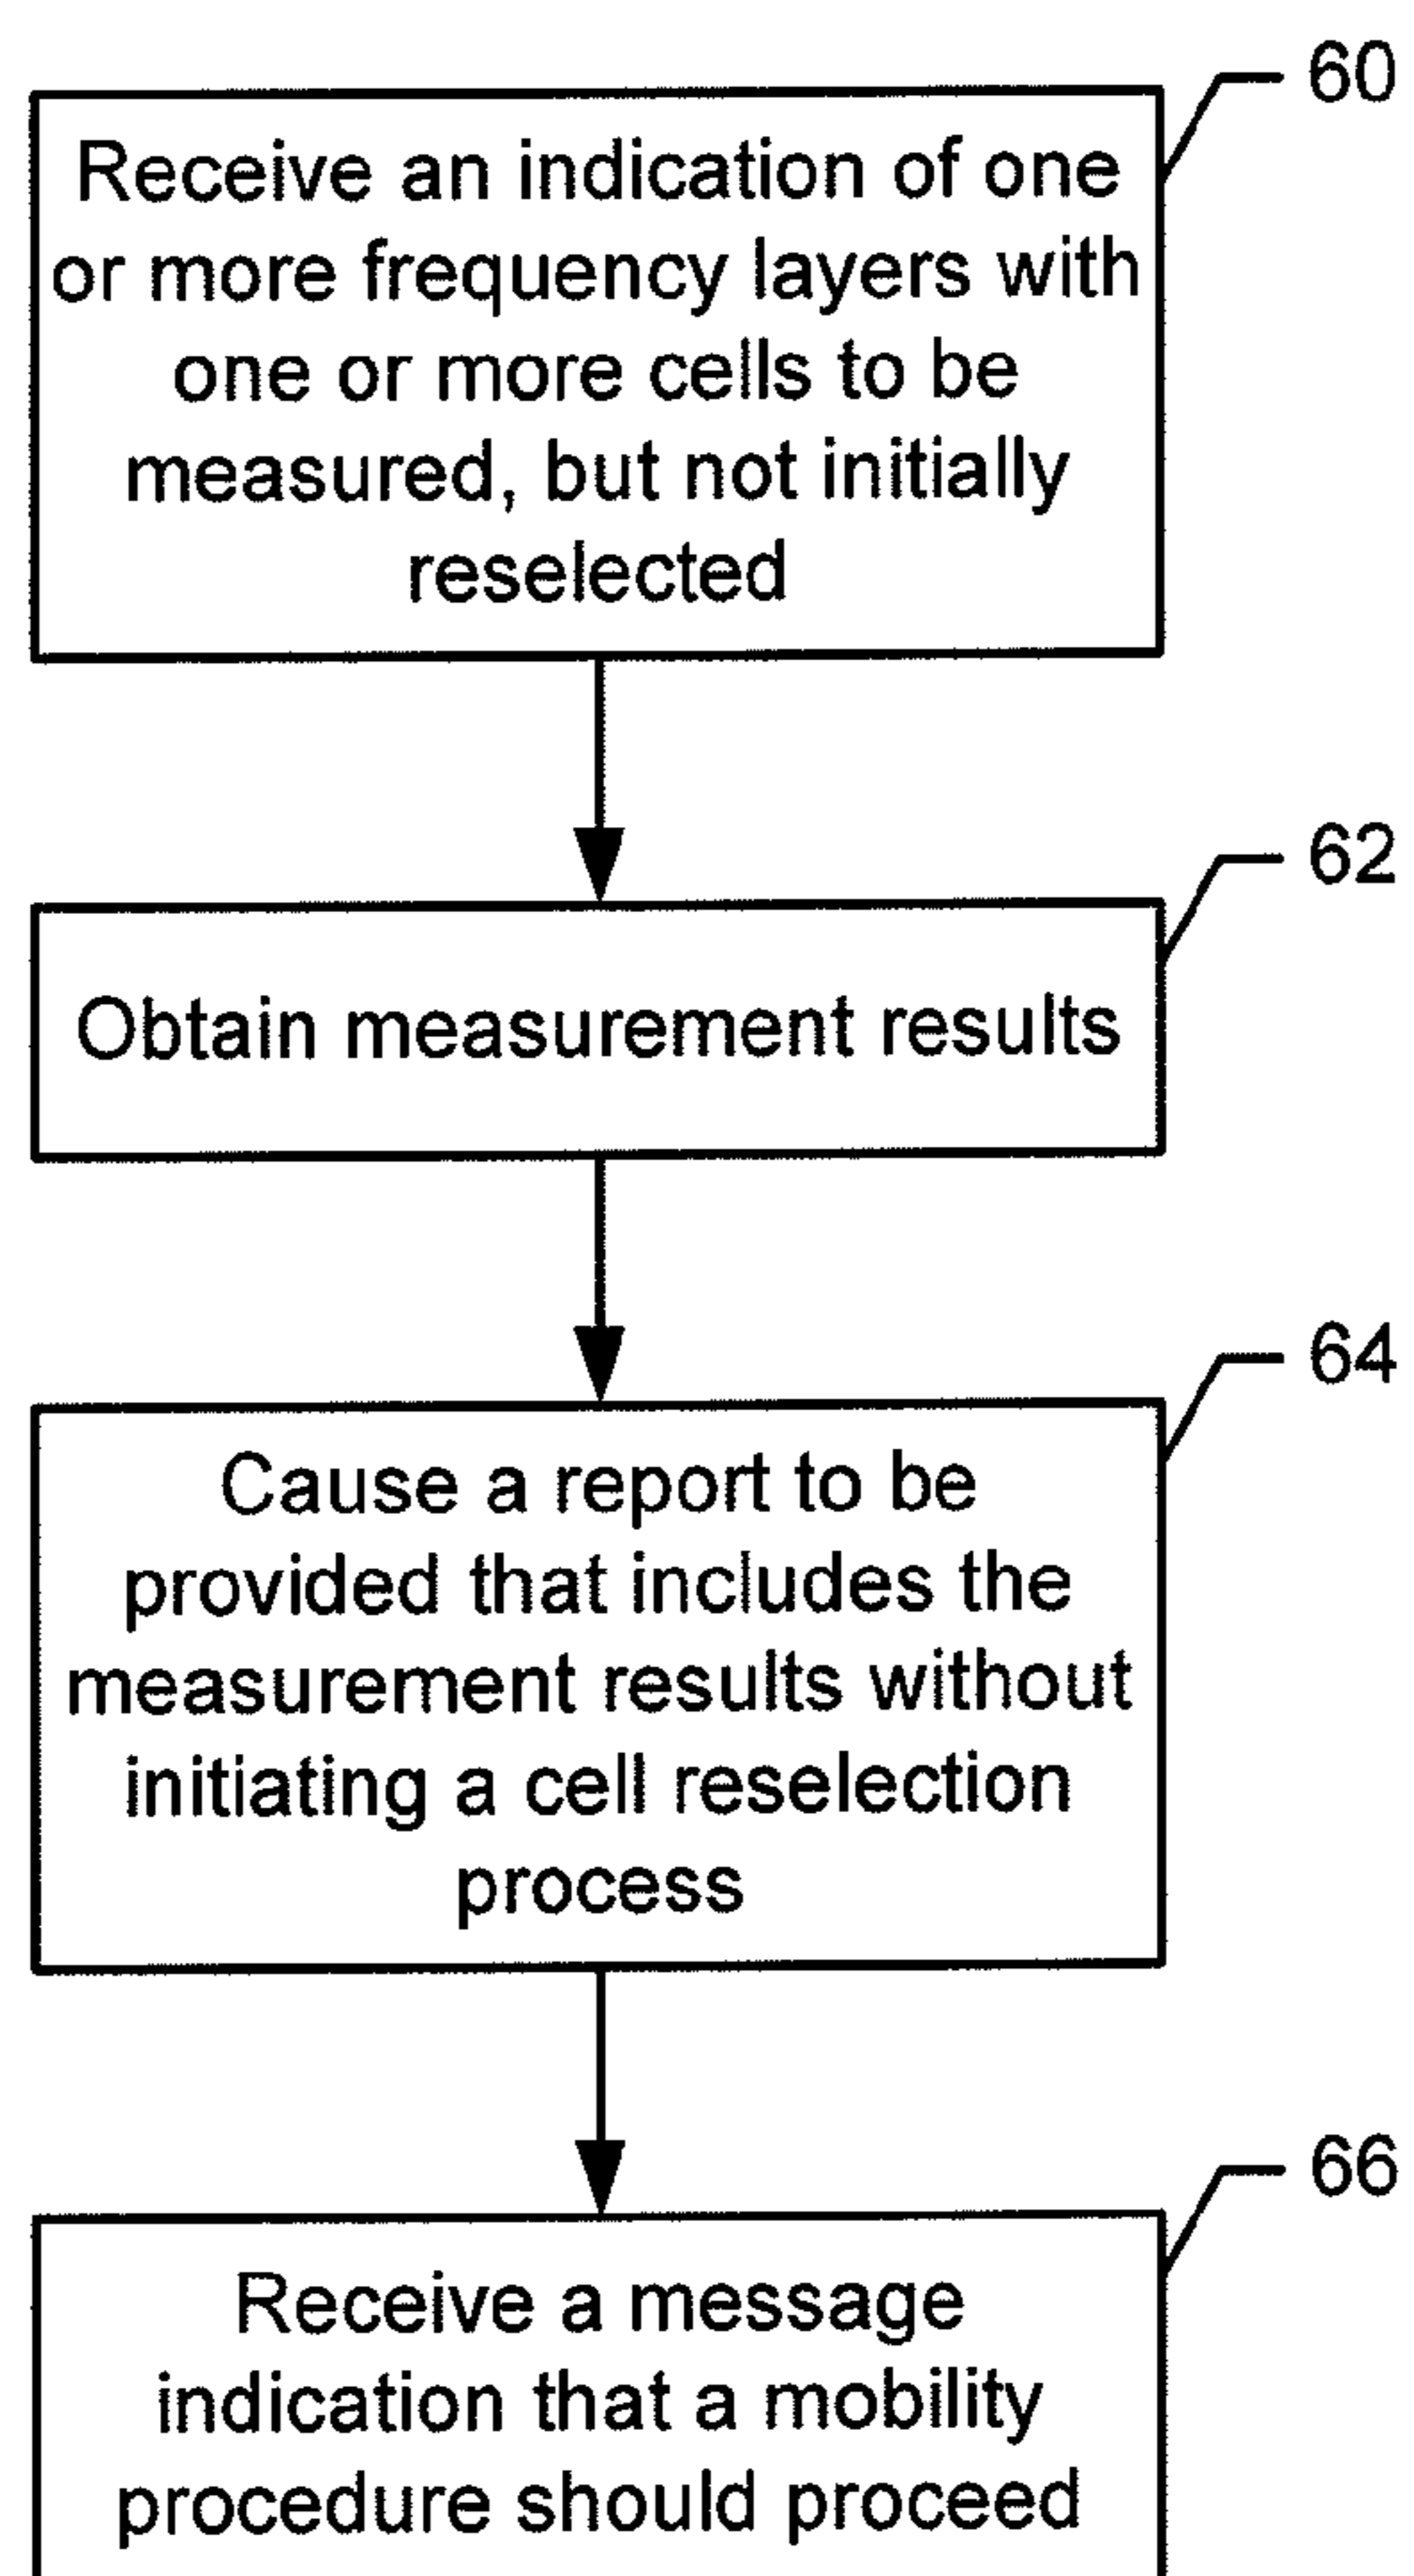 60
Receive an indication of one
or more frequency layers with
one or more cells to be
measured, but not initially
reselected
62
Obtain measurement results
64
Cause a report to be
provided that includes the
measurement results without
initiating a cell reselection
process
66
Receive a message
indication that a mobility
procedure should proceed